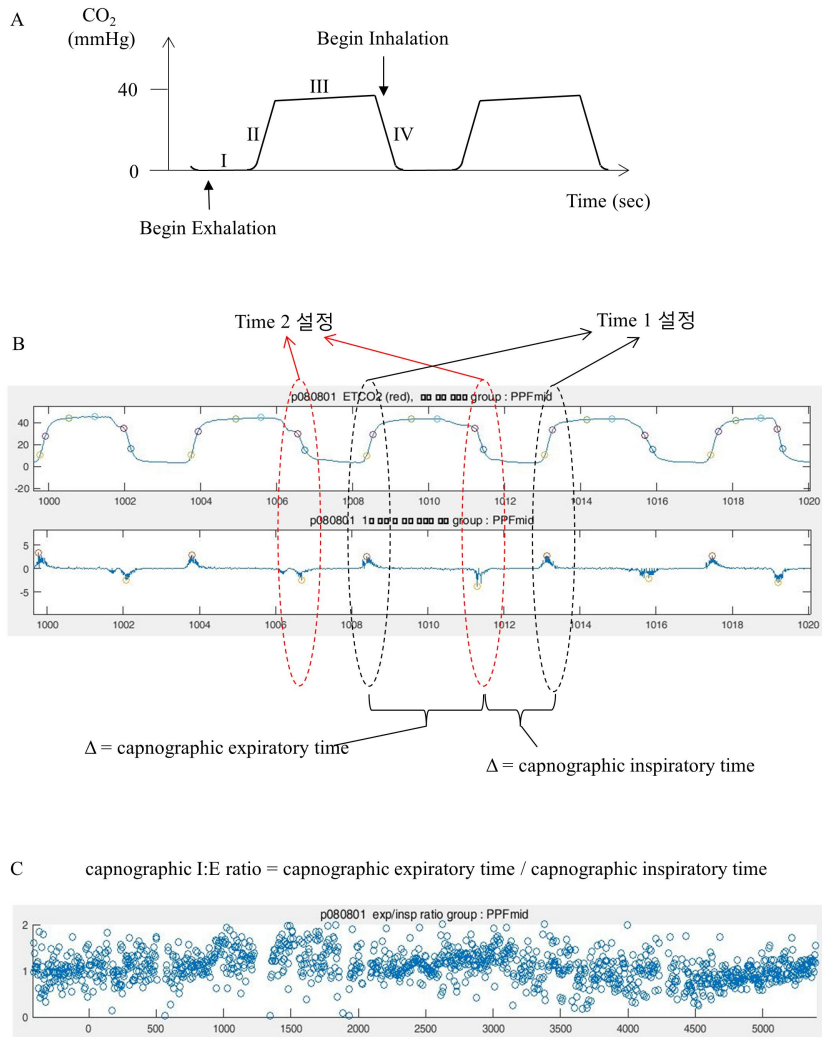 A
CO2
(mmHg)
Begin Inhalation
40
III
II
IV
I
0
Time (sec)
Begin Exhalation
Time 2 설정
Time 1 설정
B
p080801 ETCO2 (red), group : PPFmid
40
20
0
-20
1000 1002 1004 1006 1008 1010 1012 1014 1016 1018 1020
p080801 1 group : PPFmid
5
0
-5
1000 1002 1004 1006 1008 1010 1012 1014 1016 1018 1020
Δ = capnographic expiratory time
Δ = capnographic inspiratory time
C
capnographic I:E ratio = capnographic expiratory time / capnographic inspiratory time
p080801 exp/insp ratio group : PPFmid
2
1
0
0 500 1000 1500 2000 2500 3000 3500 4000 4500 5000